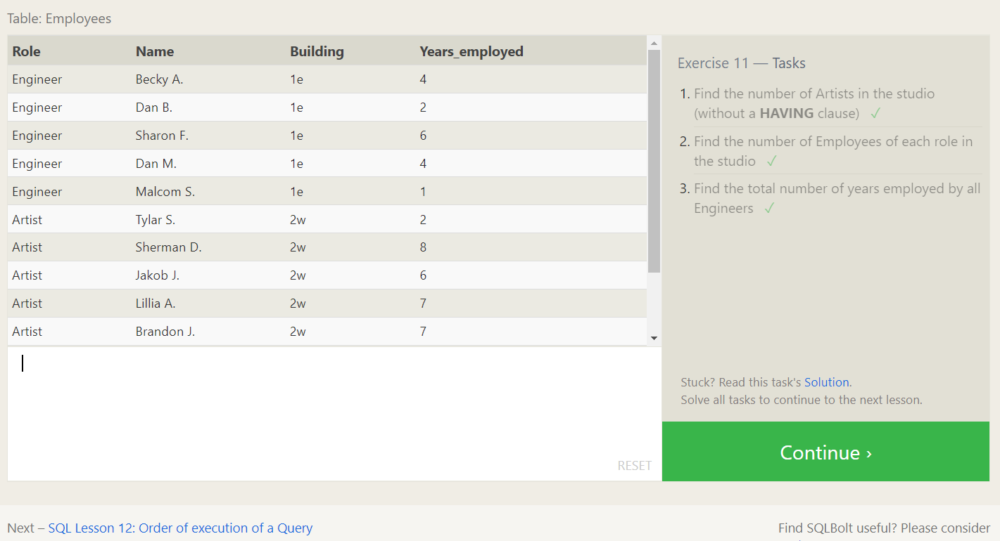 Table: Employees
Role Name Building Years_employed
Engineer Becky A. 1e 4
Engineer Dan B. 1e 2
Engineer Sharon F. 1e 6
Engineer Dan M. 1e 4
Engineer Malcom S. 1e 1
Artist Tylar S. 2w 2
Artist Sherman D. 2w 8
Artist Jakob J. 2w 6
Artist Lillia A. 2w 7
Artist Brandon J. 2w 7
RESET
Exercise 11 — Tasks
1. Find the number of Artists in the studio
(without a HAVING clause) ✓
2. Find the number of Employees of each role in
the studio ✓
3. Find the total number of years employed by all
Engineers ✓
Stuck? Read this task's Solution.
Solve all tasks to continue to the next lesson.
Continue ›
Next – SQL Lesson 12: Order of execution of a Query
Find SQLBolt useful? Please consider